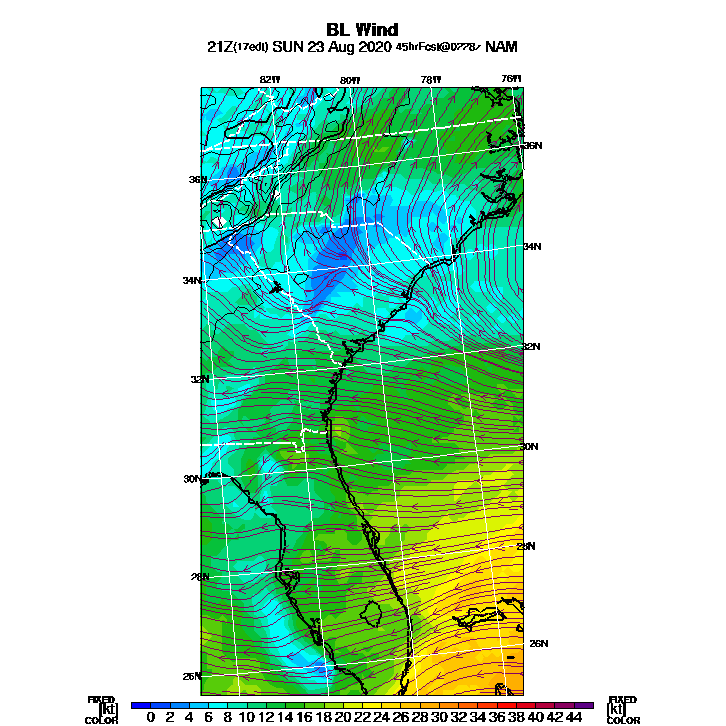 BL Wind
21Z(17edt) SUN 23 Aug 2020 45hrFcst@0778z NAM
82W 80W 78W 76W
36N
36N
34N
34N
32N
32N
30N
30N
28N
28N
26N
26N
FIXED FIXED
[kt] 0 2 4 6 8 10 12 14 16 18 20 22 24 26 28 30 32 34 36 38 40 42 44 [kt]
COLOR COLOR